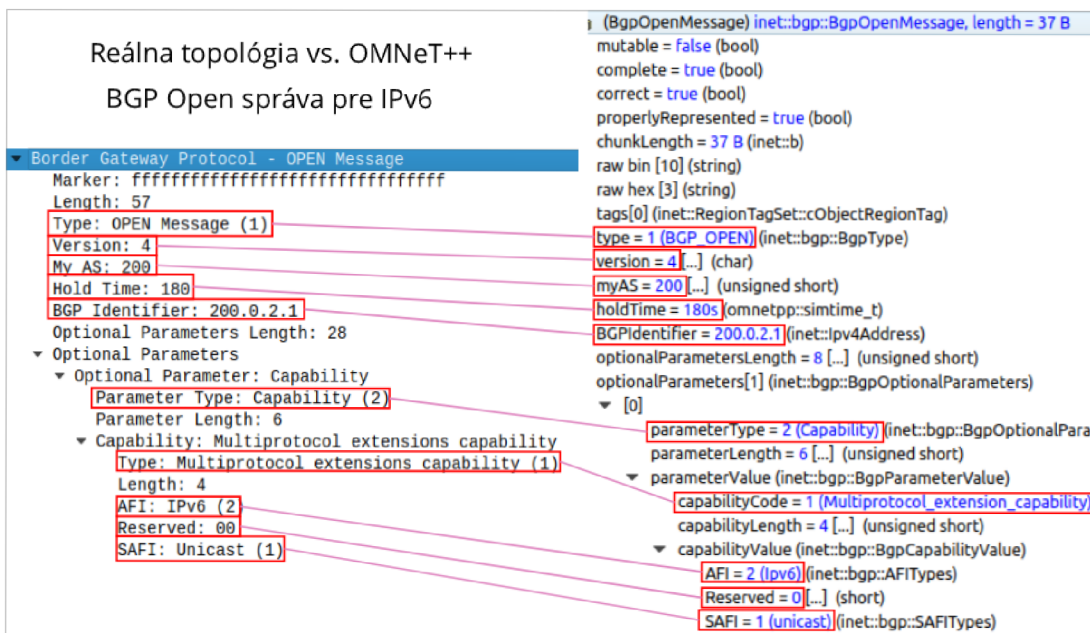 Reálna topológia vs. OMNeT++
BGP Open správa pre IPv6
Border Gateway Protocol - OPEN Message
Marker: ffffffffffffffffffffffffffffffff
Length: 57
Type: OPEN Message (1)
Version: 4
My AS: 200
Hold Time: 180
BGP Identifier: 200.0.2.1
Optional Parameters Length: 28
Optional Parameters
Optional Parameter: Capability
Parameter Type: Capability (2)
Parameter Length: 6
Capability: Multiprotocol extensions capability
Type: Multiprotocol extensions capability (1)
Length: 4
AFI: IPv6 (2
Reserved: 00
SAFI: Unicast (1)
(BgpOpenMessage) inet::bgp::BgpOpenMessage, length = 37 B
mutable = false (bool)
complete = true (bool)
correct = true (bool)
properlyRepresented = true (bool)
chunkLength = 37 B (inet::b)
raw bin [10] (string)
raw hex [3] (string)
tags[0] (inet::RegionTagSet::cObjectRegionTag)
type = 1 (BGP_OPEN) (inet::bgp::BgpType)
version = 4 [...] (char)
myAS = 200 [...] (unsigned short)
holdTime = 180s (omnetpp::simtime_t)
BGPIdentifier = 200.0.2.1 (inet::Ipv4Address)
optionalParametersLength = 8 [...] (unsigned short)
optionalParameters[1] (inet::bgp::BgpOptionalParameters)
[0]
parameterType = 2 (Capability) (inet::bgp::BgpOptionalPara
parameterLength = 6 [...] (unsigned short)
parameterValue (inet::bgp::BgpParameterValue)
capabilityCode = 1 (Multiprotocol_extension_capability)
capabilityLength = 4 [...] (unsigned short)
capabilityValue (inet::bgp::BgpCapabilityValue)
AFI = 2 (Ipv6) (inet::bgp::AFITypes)
Reserved = 0 [...] (short)
SAFI = 1 (unicast) (inet::bgp::SAFITypes)